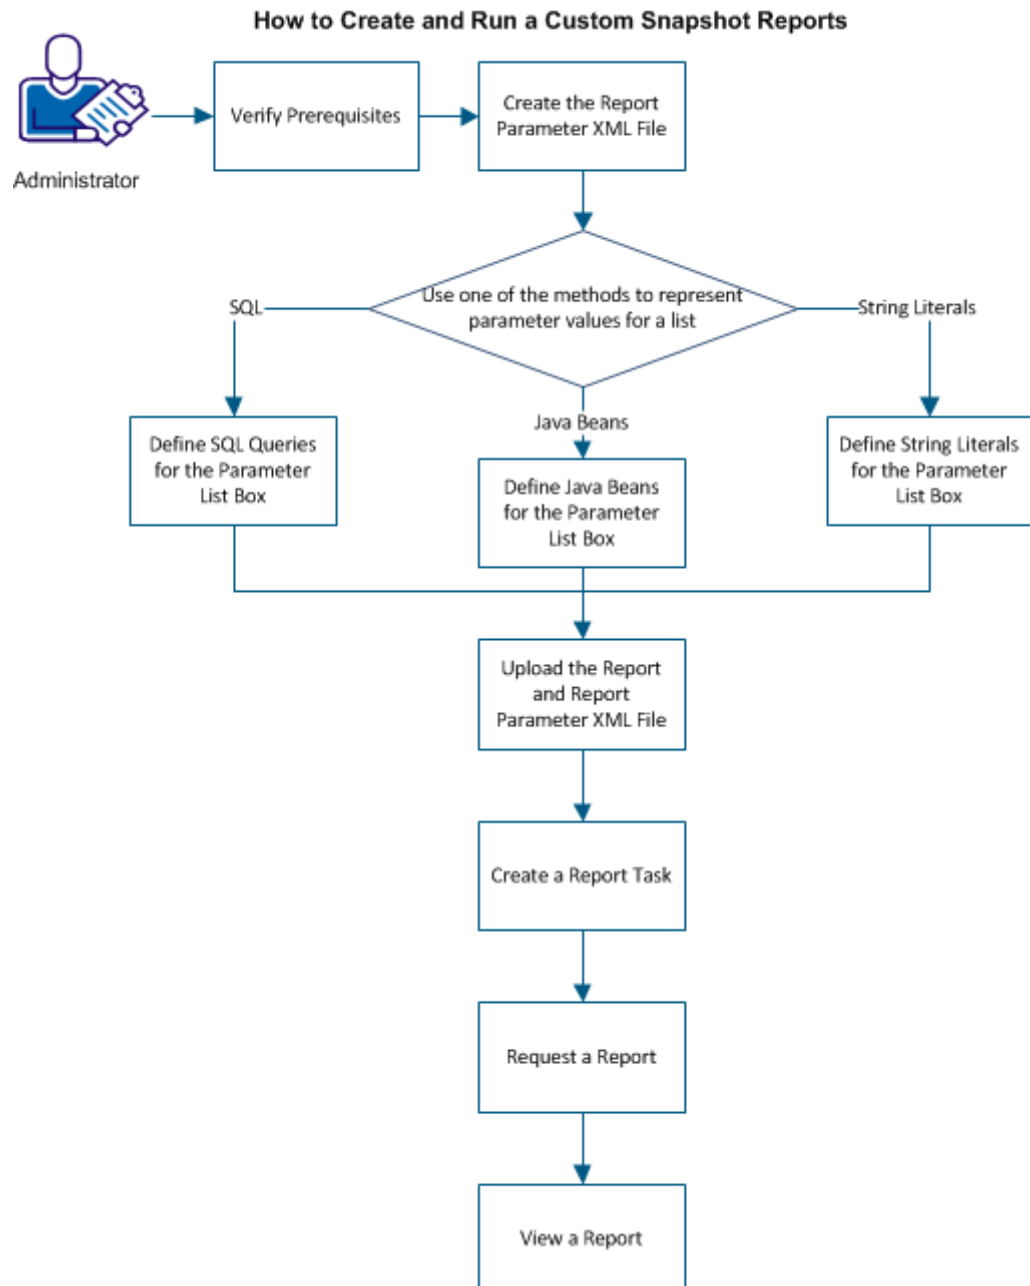 How to Create and Run a Custom Snapshot Reports
Administrator
Verify Prerequisites
Create the Report
Parameter XML File
Use one of the methods to represent
parameter values for a list
SQL
String Literals
Java Beans
Define SQL Queries
for the Parameter
List Box
Define Java Beans
for the Parameter
List Box
Define String Literals
for the Parameter
List Box
Upload the Report
and Report
Parameter XML File
Create a Report Task
Request a Report
View a Report